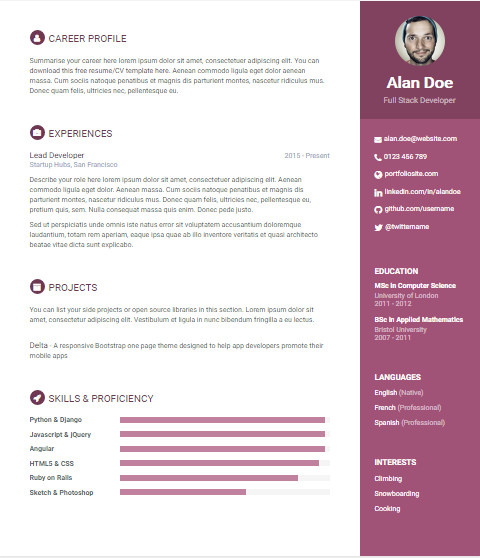 CAREER PROFILE
Summarise your career here lorem ipsum dolor sit amet, consectetuer adipiscing elit. You can
download this free resume/CV template here. Aenean commodo ligula eget dolor aenean
massa. Cum sociis natoque penatibus et magnis dis parturient montes, nascetur ridiculus mus.
Donec quam felis, ultricies nec, pellentesque eu.
EXPERIENCES
Lead Developer 2015 - Present
Startup Hubs, San Francisco
Describe your role here lorem ipsum dolor sit amet, consectetuer adipiscing elit. Aenean
commodo ligula eget dolor. Aenean massa. Cum sociis natoque penatibus et magnis dis
parturient montes, nascetur ridiculus mus. Donec quam felis, ultricies nec, pellentesque eu,
pretium quis, sem. Nulla consequat massa quis enim. Donec pede justo.
Sed ut perspiciatis unde omnis iste natus error sit voluptatem accusantium doloremque
laudantium, totam rem aperiam, eaque ipsa quae ab illo inventore veritatis et quasi architecto
beatae vitae dicta sunt explicabo.
PROJECTS
You can list your side projects or open source libraries in this section. Lorem ipsum dolor sit
amet, consectetur adipiscing elit. Vestibulum et ligula in nunc bibendum fringilla a eu lectus.
Delta - A responsive Bootstrap one page theme designed to help app developers promote their
mobile apps
SKILLS & PROFICIENCY
Python & Django
Javascript & jQuery
Angular
HTML5 & CSS
Ruby on Rails
Sketch & Photoshop
Alan Doe
Full Stack Developer
alan.doe@website.com
0123 456 789
portfoliosite.com
linkedin.com/in/alandoe
github.com/username
@twittername
EDUCATION
MSc in Computer Science
University of London
2011 - 2012
BSc in Applied Mathematics
Bristol University
2007 - 2011
LANGUAGES
English (Native)
French (Professional)
Spanish (Professional)
INTERESTS
Climbing
Snowboarding
Cooking